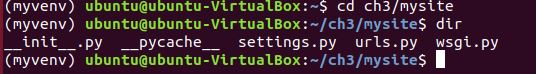 (myvenv) ubuntu@ubuntu-VirtualBox:~$ cd ch3/mysite
(myvenv) ubuntu@ubuntu-VirtualBox:~/ch3/mysite$ dir
__init__.py  __pycache__  settings.py  urls.py  wsgi.py
(myvenv) ubuntu@ubuntu-VirtualBox:~/ch3/mysite$